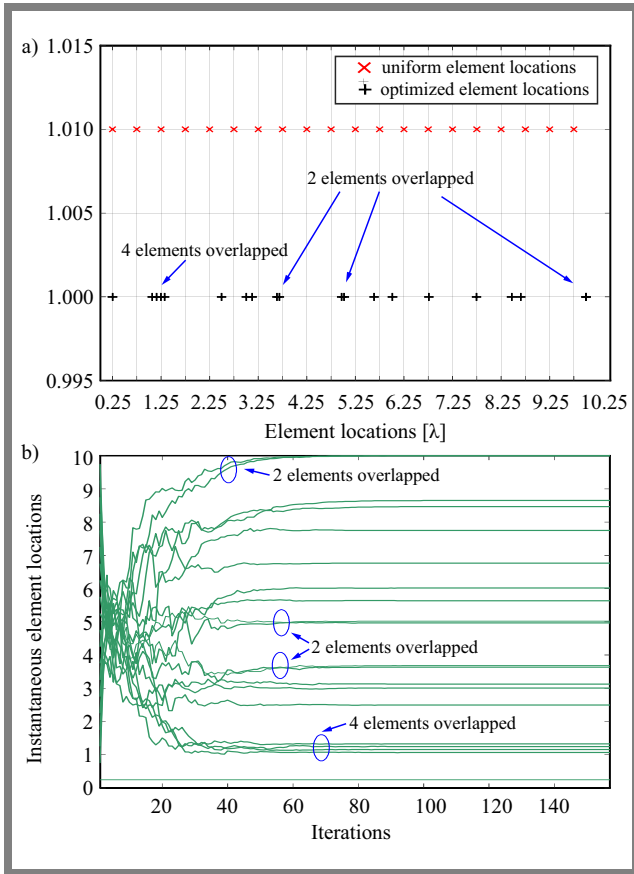 a)
1.015
1.010
1.005
1.000
0.995
× uniform element locations
+ optimized element locations
2 elements overlapped
4 elements overlapped
0.25 1.25 2.25 3.25 4.25 5.25 6.25 7.25 8.25 9.25 10.25
Element locations [λ]
b)
10
9
8
7
6
5
4
3
2
1
0
Instantaneous element locations
2 elements overlapped
2 elements overlapped
4 elements overlapped
20 40 60 80 100 120 140
Iterations